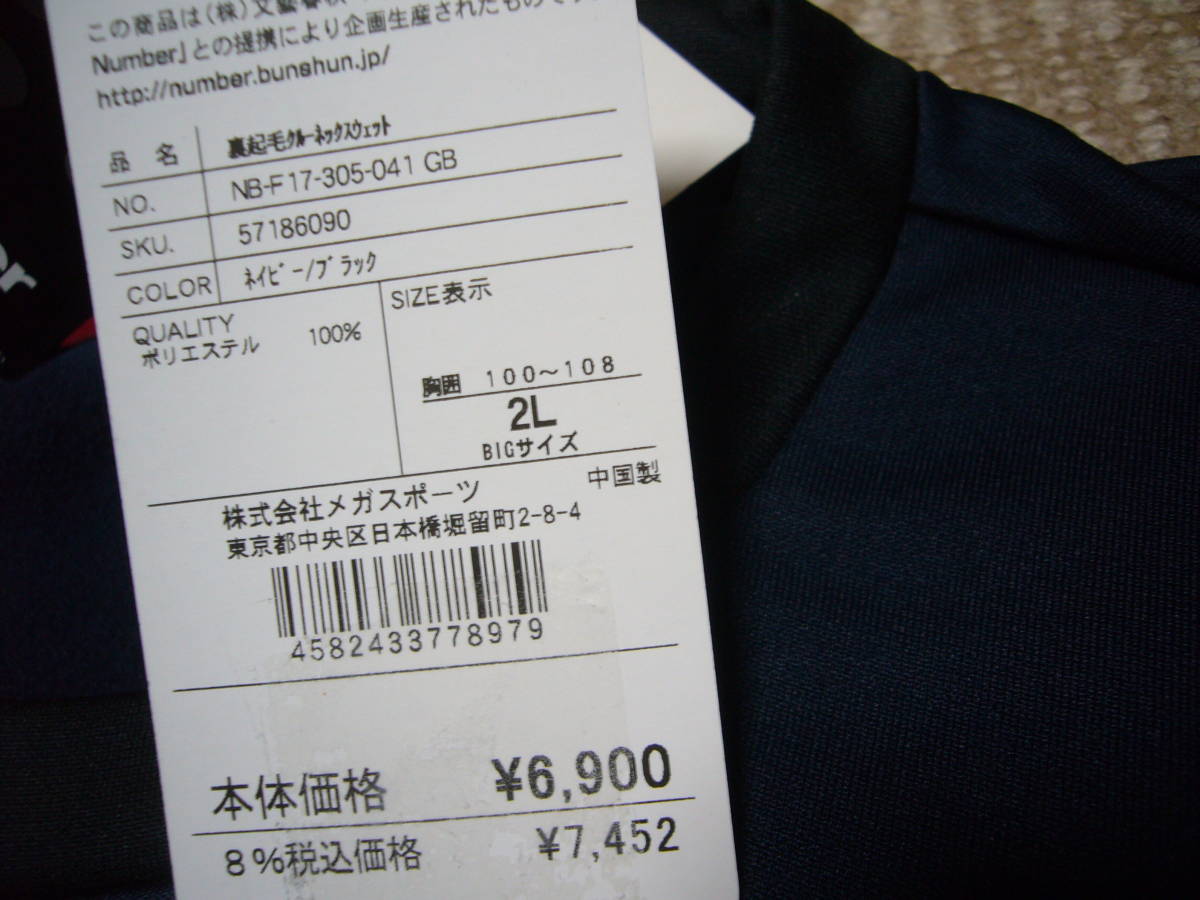 この商品は(株)文藝春秋
Number」との提携により企画生産されたものです
http://number.bunshun.jp/
品 名 裏起毛クルーネックスウェット
NO. NB-F17-305-041 GB
SKU. 57186090
COLOR ネイビー/ブラック
QUALITY
ポリエステル 100%
SIZE表示
胸囲 100～108
2L
BIGサイズ
中国製
株式会社メガスポーツ
東京都中央区日本橋堀留町2-8-4
4582433778979
本体価格 ¥6,900
8%税込価格 ¥7,452